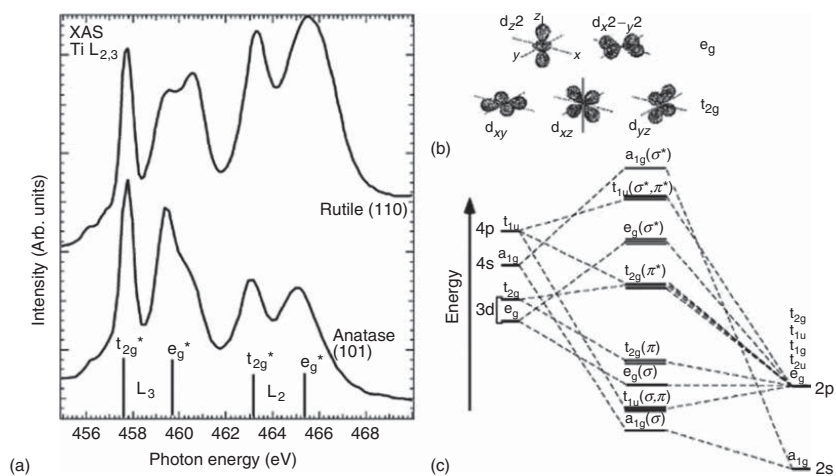 XAS
Ti L2,3
Rutile (110)
Anatase
(101)
t2g*
eg*
t2g*
eg*
L3
L2
456 458 460 462 464 466 468
Photon energy (eV)
Intensity (Arb. units)
(a)
dz2
z
y
x
dx2−y2
eg
dxy
dxz
dyz
t2g
(b)
Energy
4p
t1u
4s
a1g
3d
t2g
eg
a1g(σ*)
t1u(σ*,π*)
eg(σ*)
t2g(π*)
t2g(π)
eg(σ)
t1u(σ,π)
a1g(σ)
t2g
t1u
t1g
t2u
eg
2p
a1g
2s
(c)